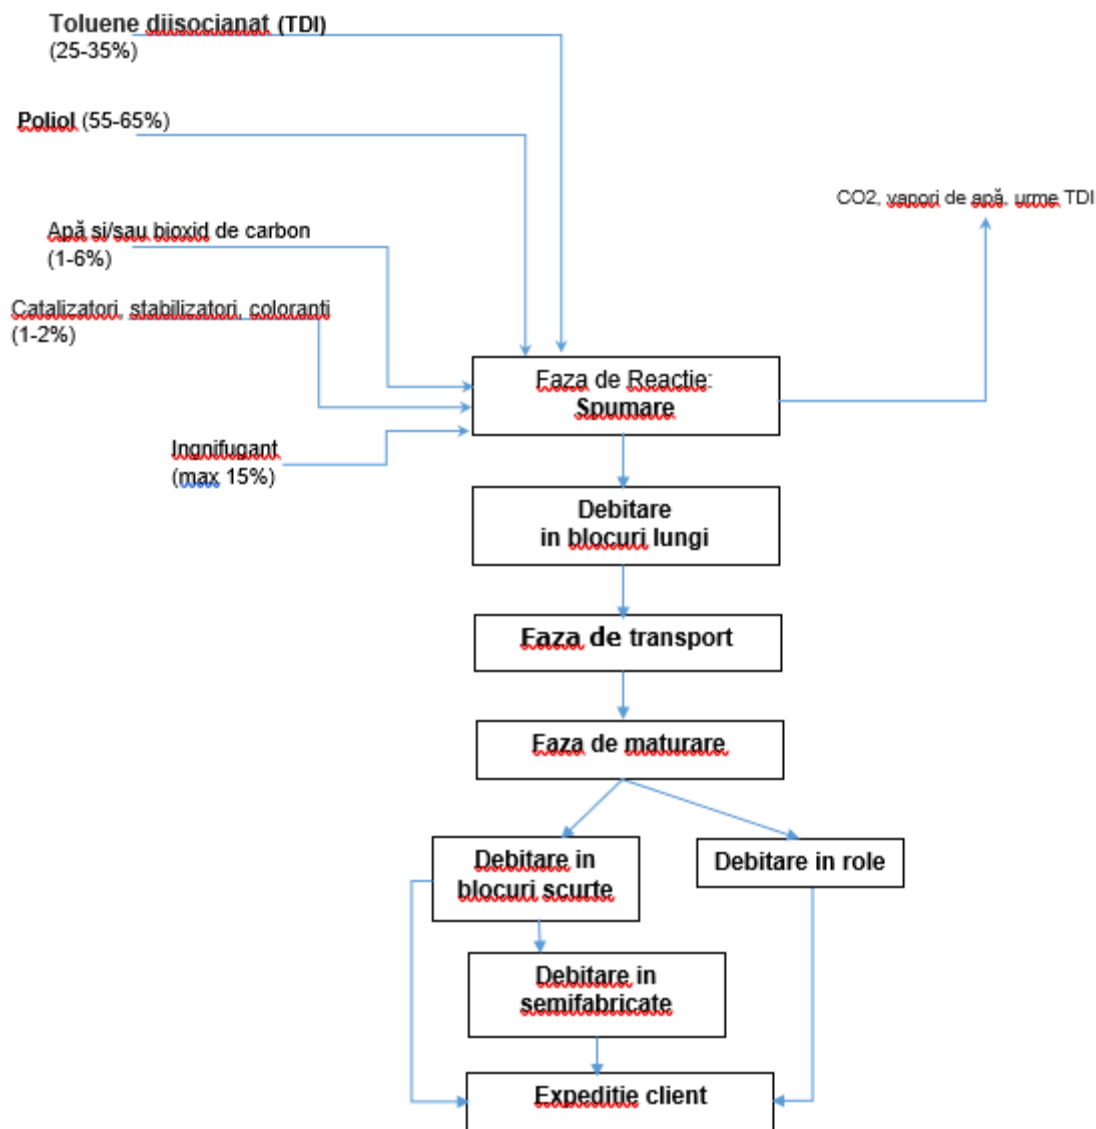 Toluene diisocianat (TDI)
(25-35%)
Poliol (55-65%)
CO2, vapori de apă, urme TDI
Apă si/sau bioxid de carbon
(1-6%)
Catalizatori, stabilizatori, coloranti
(1-2%)
Faza de Reactie:
Spumare
Ingnifugant
(max 15%)
Debitare
in blocuri lungi
Faza de transport
Faza de maturare
Debitare in
blocuri scurte
Debitare in role
Debitare in
semifabricate
Expeditie client